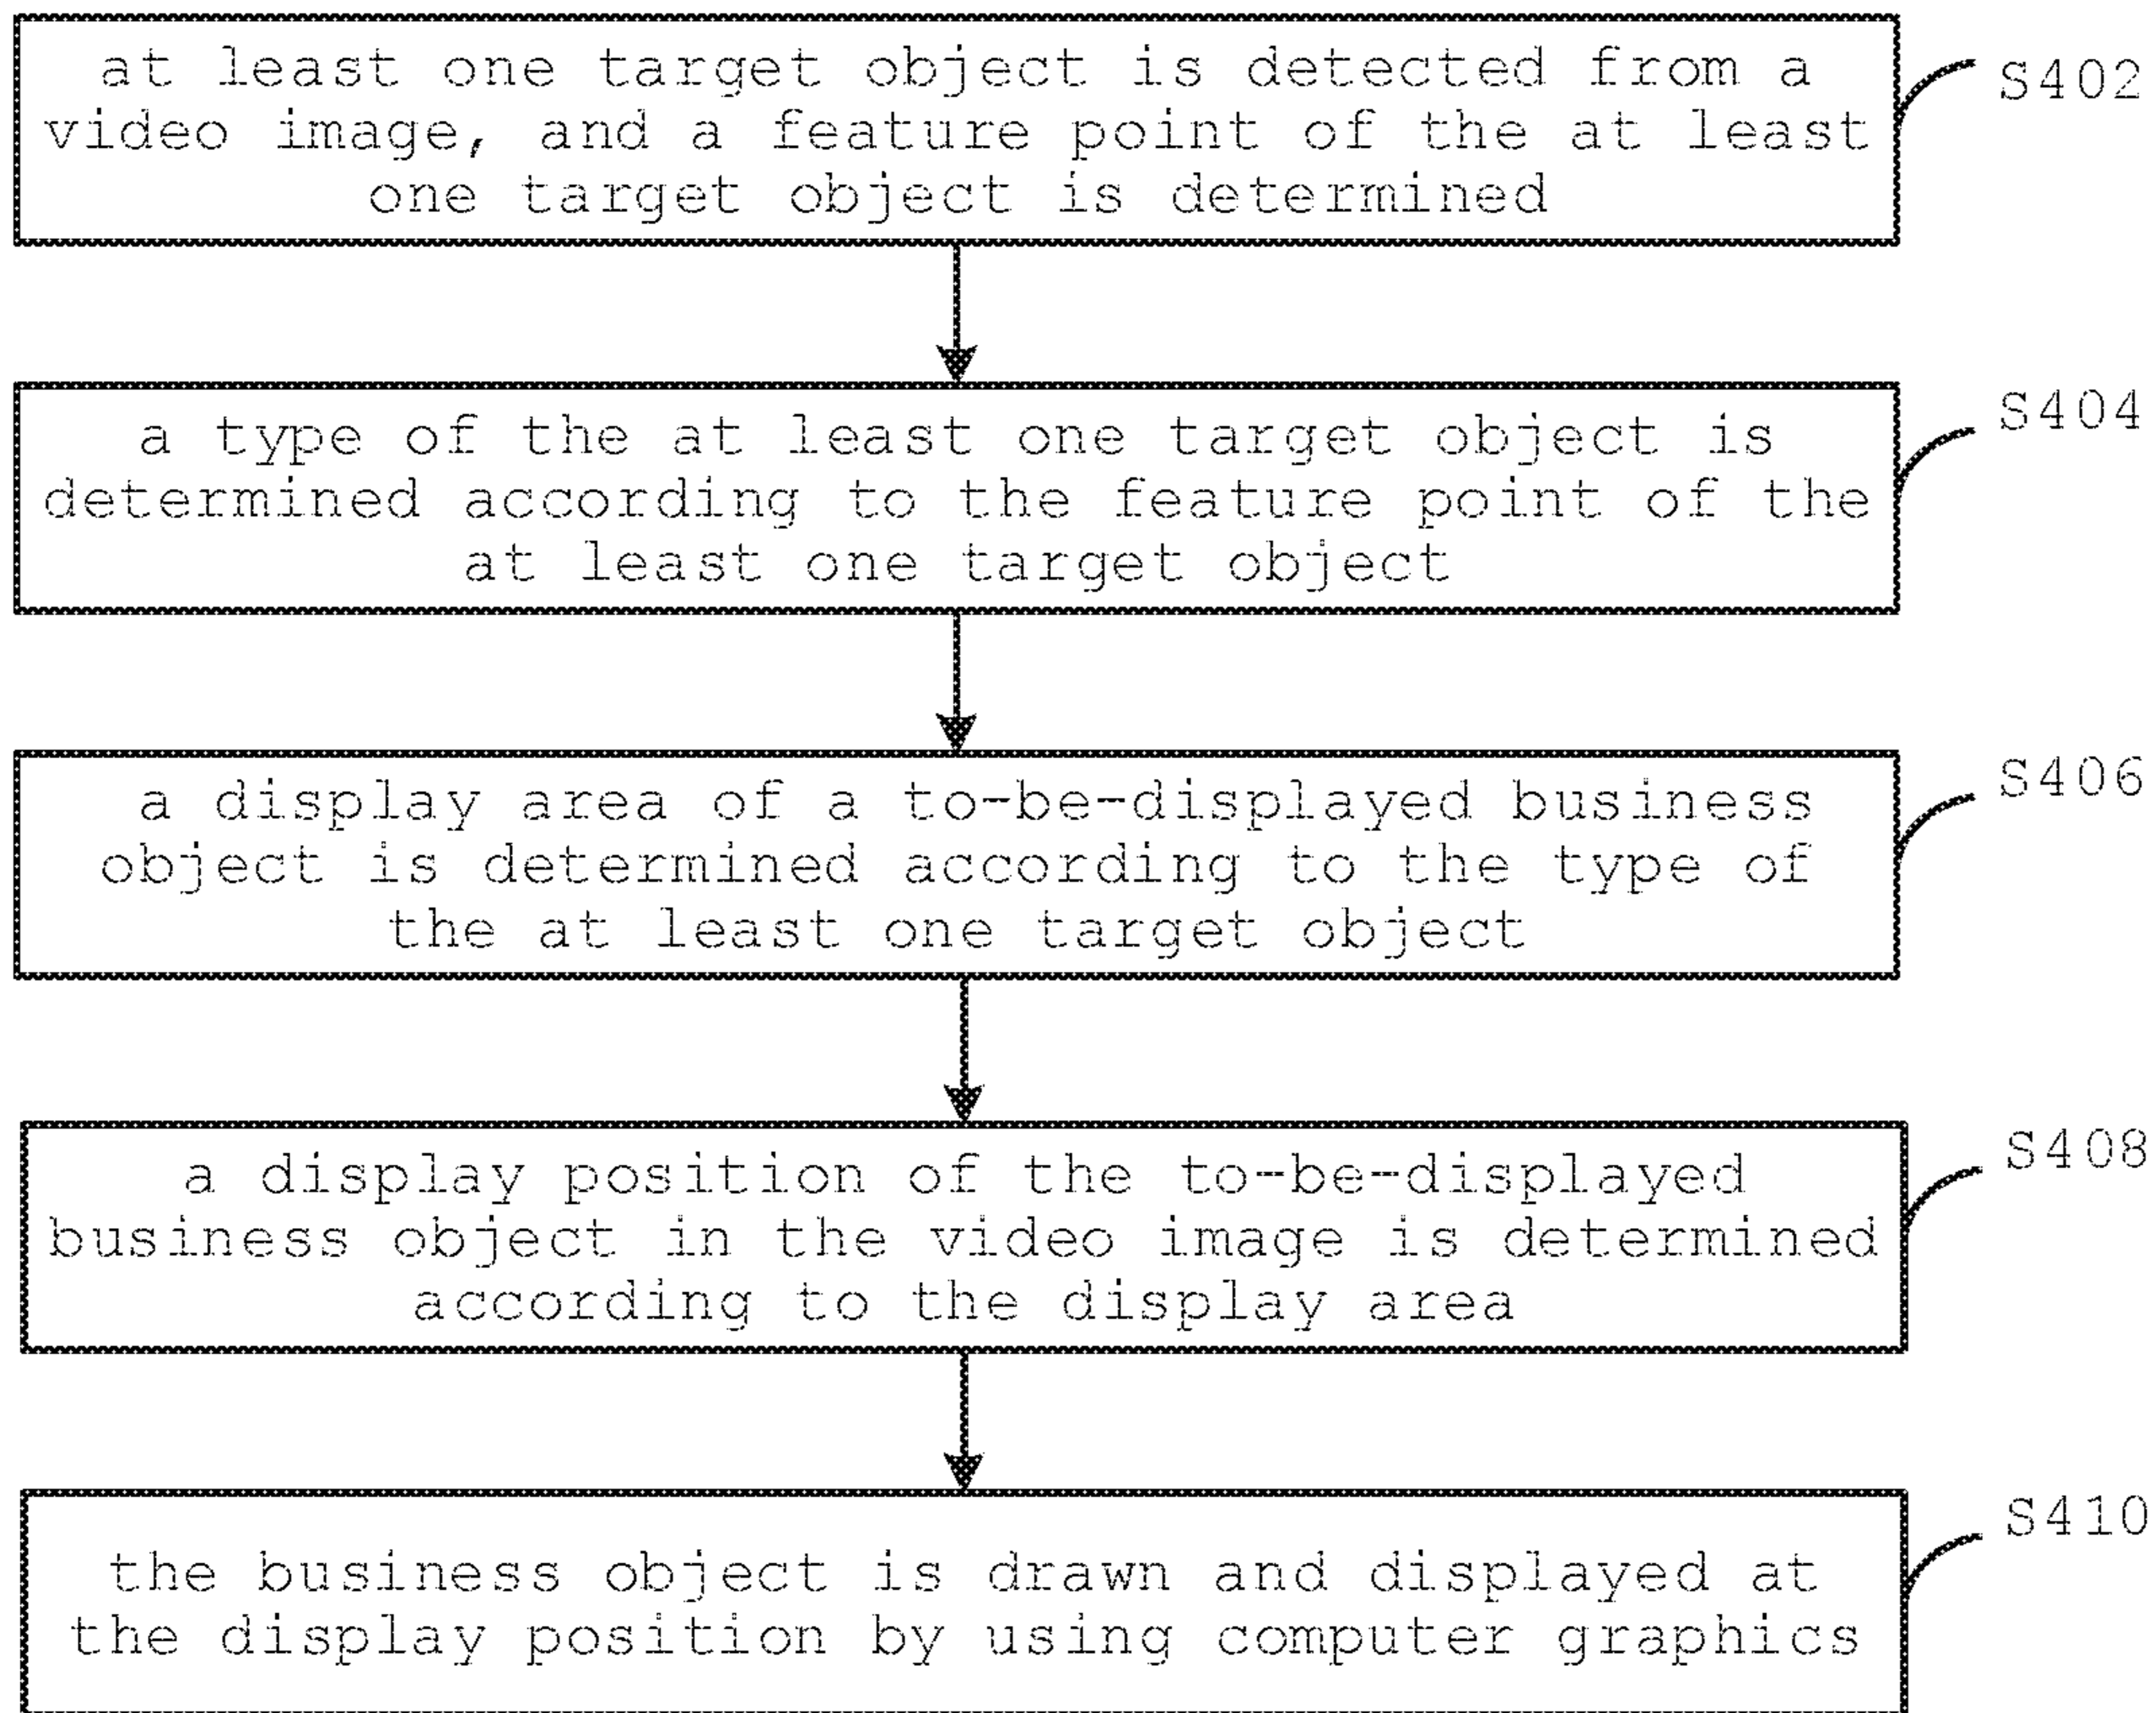 at least one target object is detected from a
video image, and a feature point of the at least
one target object is determined
S402
a type of the at least one target object is
determined according to the feature point of the
at least one target object
S404
a display area of a to-be-displayed business
object is determined according to the type of
the at least one target object
S406
a display position of the to-be-displayed
business object in the video image is determined
according to the display area
S408
the business object is drawn and displayed at
the display position by using computer graphics
S410